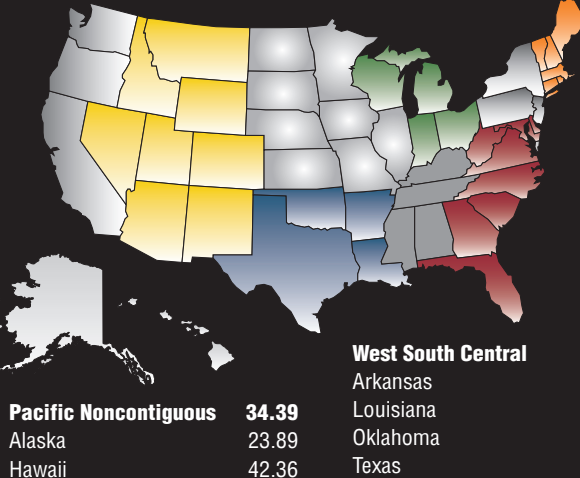 Pacific Noncontiguous 34.39
Alaska 23.89
Hawaii 42.36
West South Central
Arkansas
Louisiana
Oklahoma
Texas